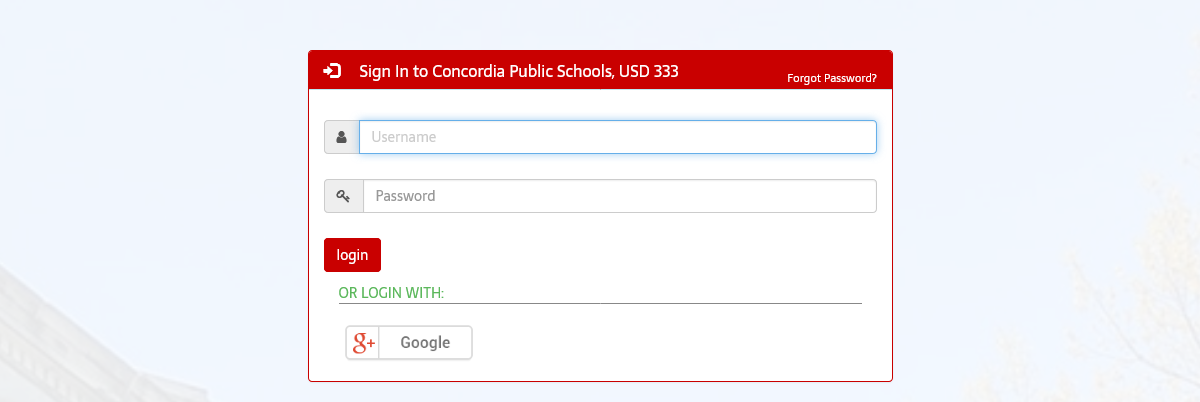 Sign In to Concordia Public Schools, USD 333
Forgot Password?
Username
Password
login
OR LOGIN WITH:
g+ Google